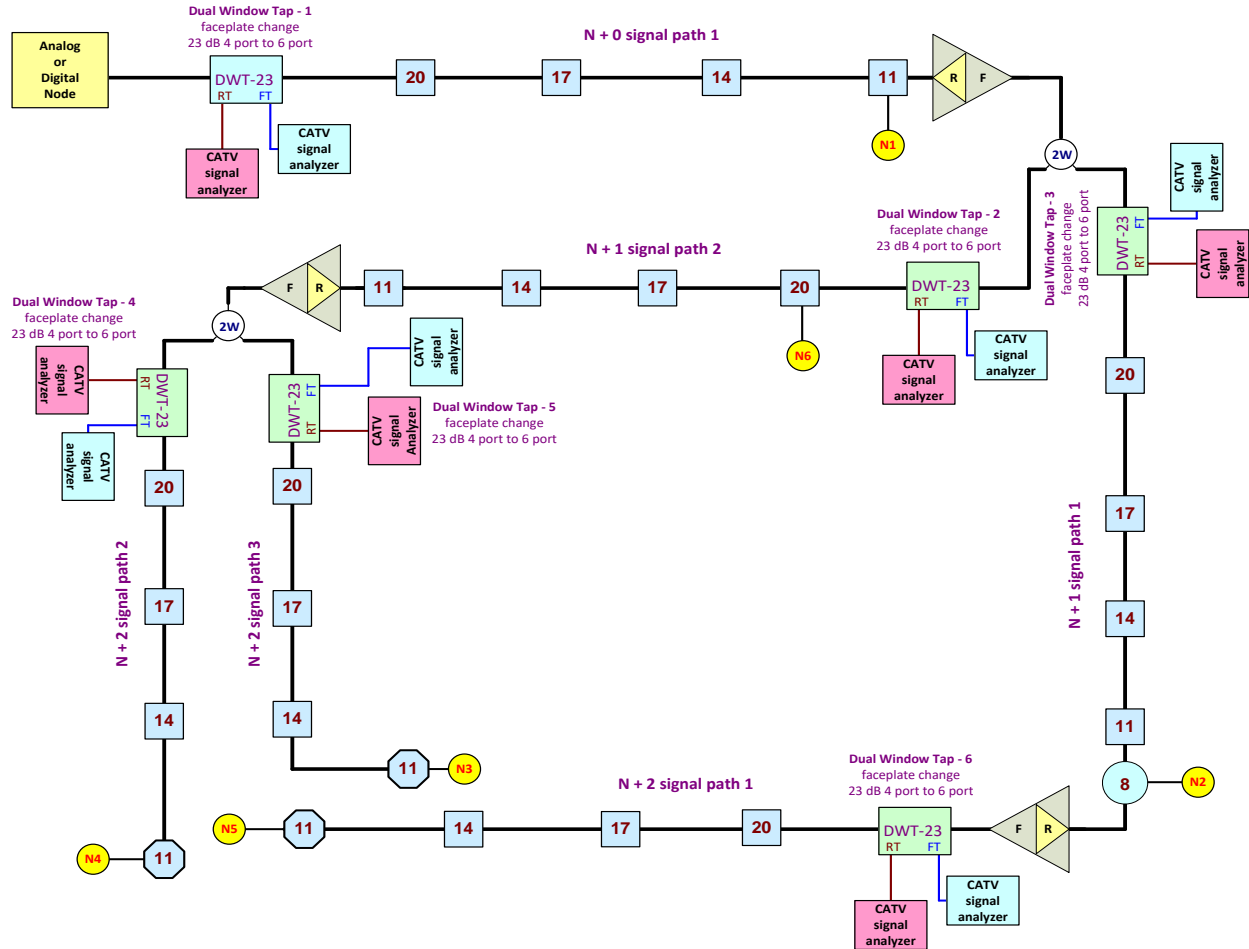 Analog
or
Digital
Node
Dual Window Tap - 1
faceplate change
23 dB 4 port to 6 port
DWT-23
RT FT
CATV
signal
analyzer
CATV
signal
analyzer
N + 0 signal path 1
20
17
14
11
N1
R F
2W
Dual Window Tap - 2
faceplate change
23 dB 4 port to 6 port
DWT-23
RT FT
CATV
signal
analyzer
CATV
signal
analyzer
Dual Window Tap - 3
faceplate change
23 dB 4 port to 6 port
DWT-23
FT
RT
CATV
signal
analyzer
CATV
signal
analyzer
N + 1 signal path 2
F R
11
14
17
20
N6
2W
Dual Window Tap - 4
faceplate change
23 dB 4 port to 6 port
DWT-23
RT
FT
CATV
signal
analyzer
CATV
signal
analyzer
DWT-23
FT
RT
CATV
signal
analyzer
CATV
signal
Analyzer
Dual Window Tap - 5
faceplate change
23 dB 4 port to 6 port
20
17
14
11
N4
N + 2 signal path 2
20
17
14
11
N3
N + 2 signal path 3
20
17
14
11
8
N2
N + 1 signal path 1
N + 2 signal path 1
N5
11
14
17
20
Dual Window Tap - 6
faceplate change
23 dB 4 port to 6 port
DWT-23
RT FT
CATV
signal
analyzer
CATV
signal
analyzer
F R